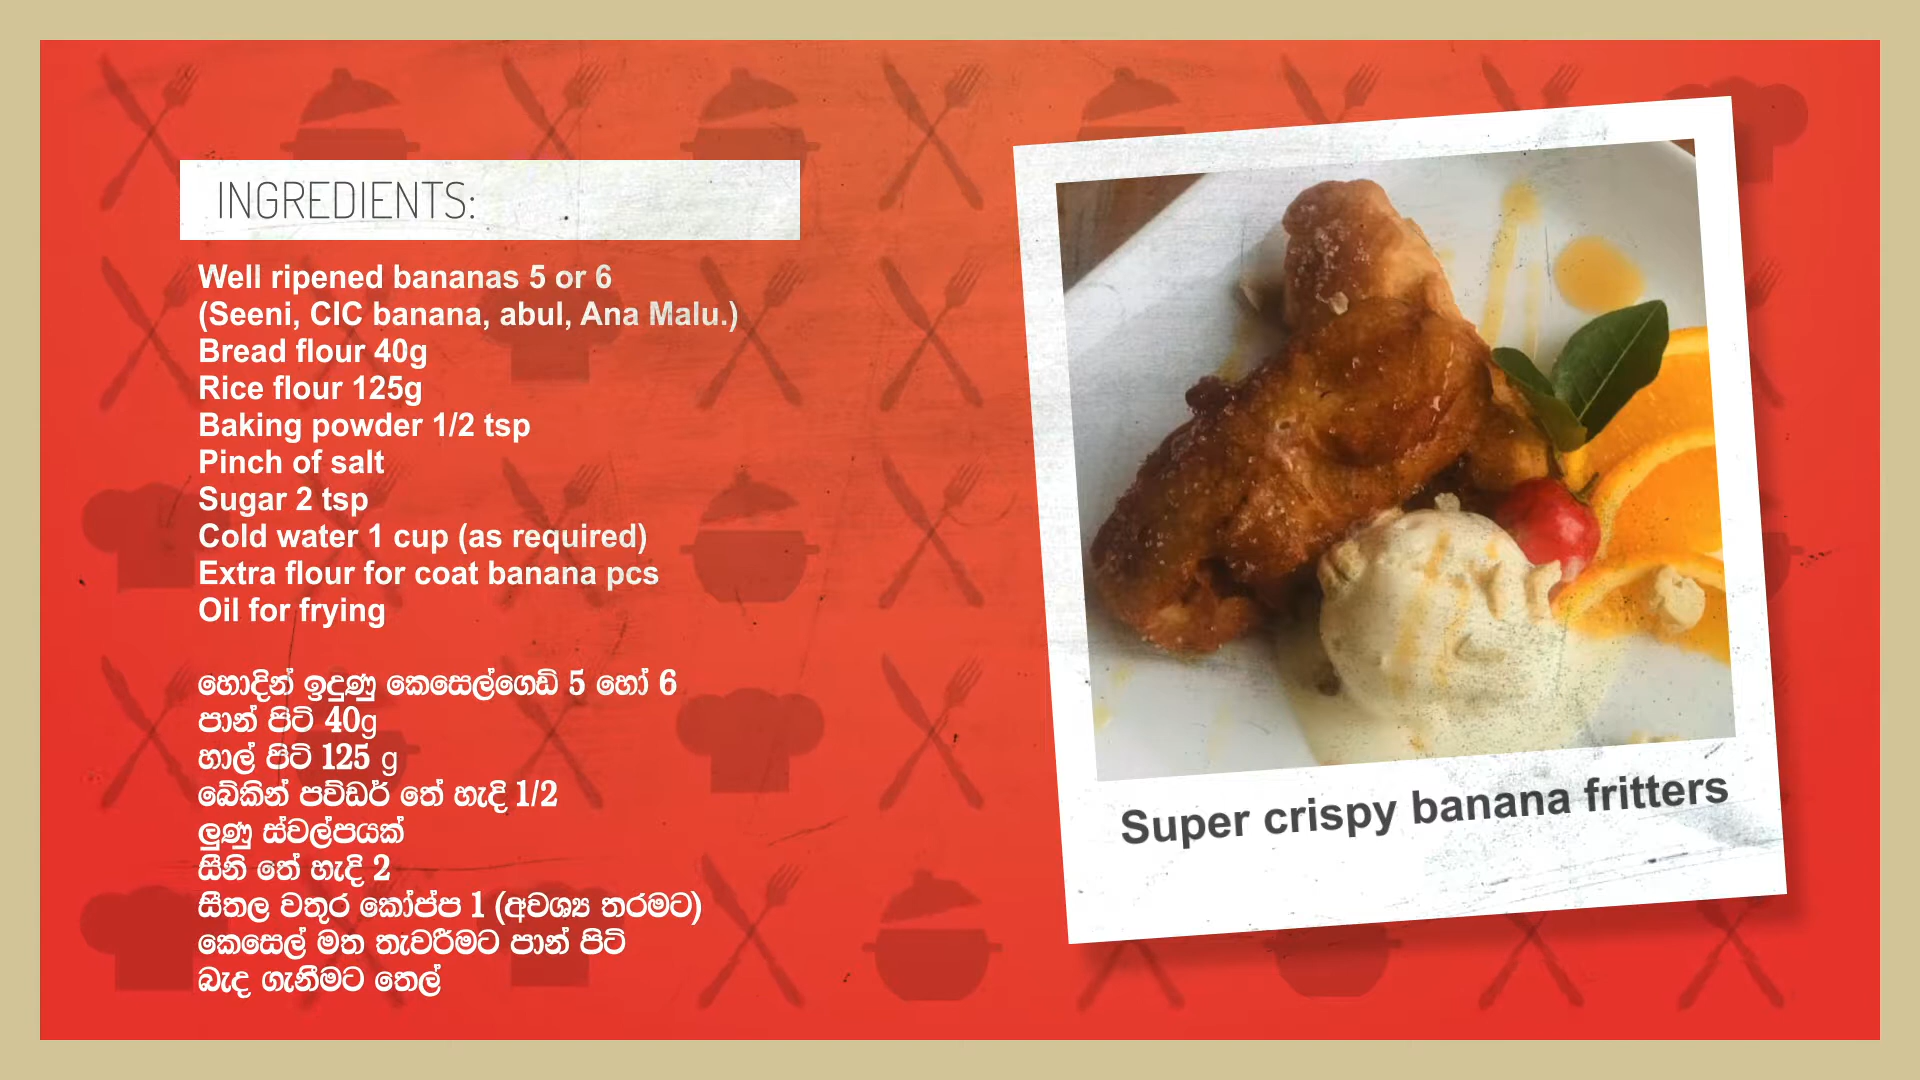 INGREDIENTS:
Well ripened bananas 5 or 6
(Seeni, CIC banana, abul, Ana Malu.)
Bread flour 40g
Rice flour 125g
Baking powder 1/2 tsp
Pinch of salt
Sugar 2 tsp
Cold water 1 cup (as required)
Extra flour for coat banana pcs
Oil for frying
හොදින් ඉදුණු කෙසෙල්ගෙඩි 5 හෝ 6
පාන් පිටි 40g
හාල් පිටි 125 g
බේකින් පව්ඩර් තේ හැදි 1/2
ලුණු ස්වල්පයක්
සීනි තේ හැදි 2
සීතල වතුර කෝප්ප 1 (අවශ්‍ය තරමට)
කෙසෙල් මත තැවරීමට පාන් පිටි
බැද ගැනීමට තෙල්
Super crispy banana fritters